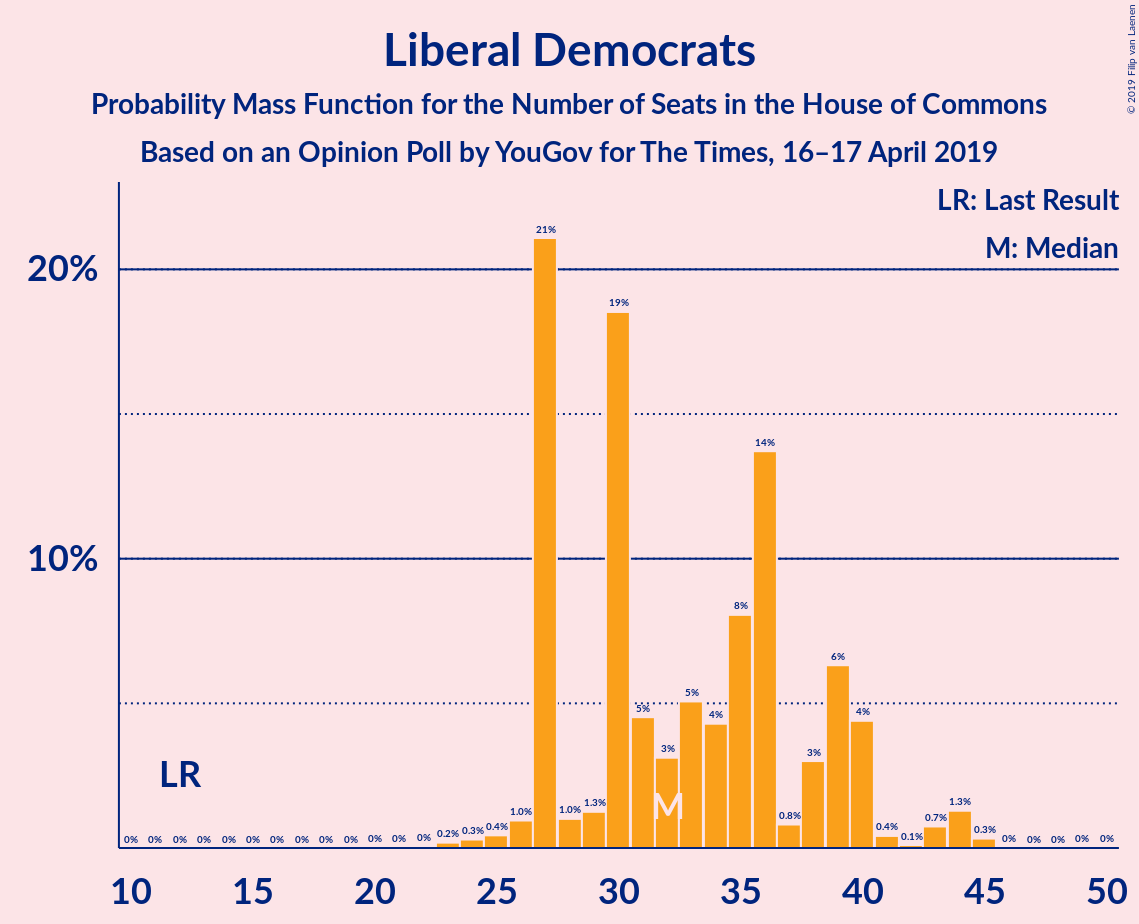 Liberal Democrats
Probability Mass Function for the Number of Seats in the House of Commons
Based on an Opinion Poll by YouGov for The Times, 16–17 April 2019
© 2019 Filip van Laenen
LR: Last Result
M: Median
20%
10%
LR
M
0% 0% 0% 0% 0% 0% 0% 0% 0% 0% 0% 0% 0% 0.2% 0.3% 0.4% 1.0% 21% 1.0% 1.3% 19% 5% 3% 5% 4% 8% 14% 0.8% 3% 6% 4% 0.4% 0.1% 0.7% 1.3% 0.3% 0% 0% 0% 0% 0%
10 15 20 25 30 35 40 45 50